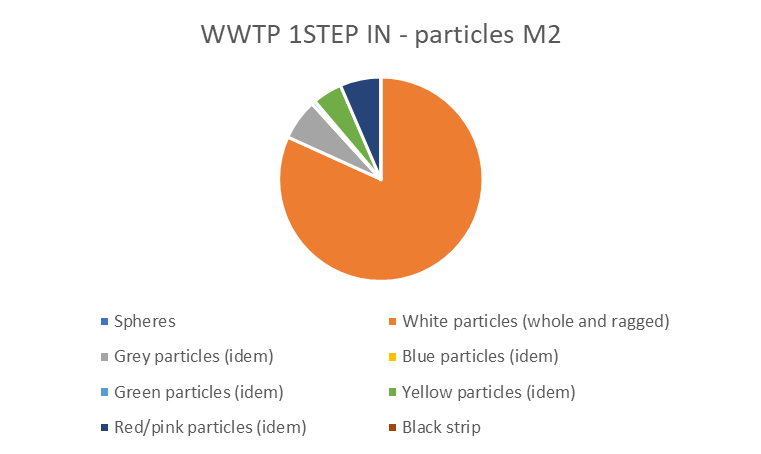 WWTP 1STEP IN - particles M2
Spheres
White particles (whole and ragged)
Grey particles (idem)
Blue particles (idem)
Green particles (idem)
Yellow particles (idem)
Red/pink particles (idem)
Black strip